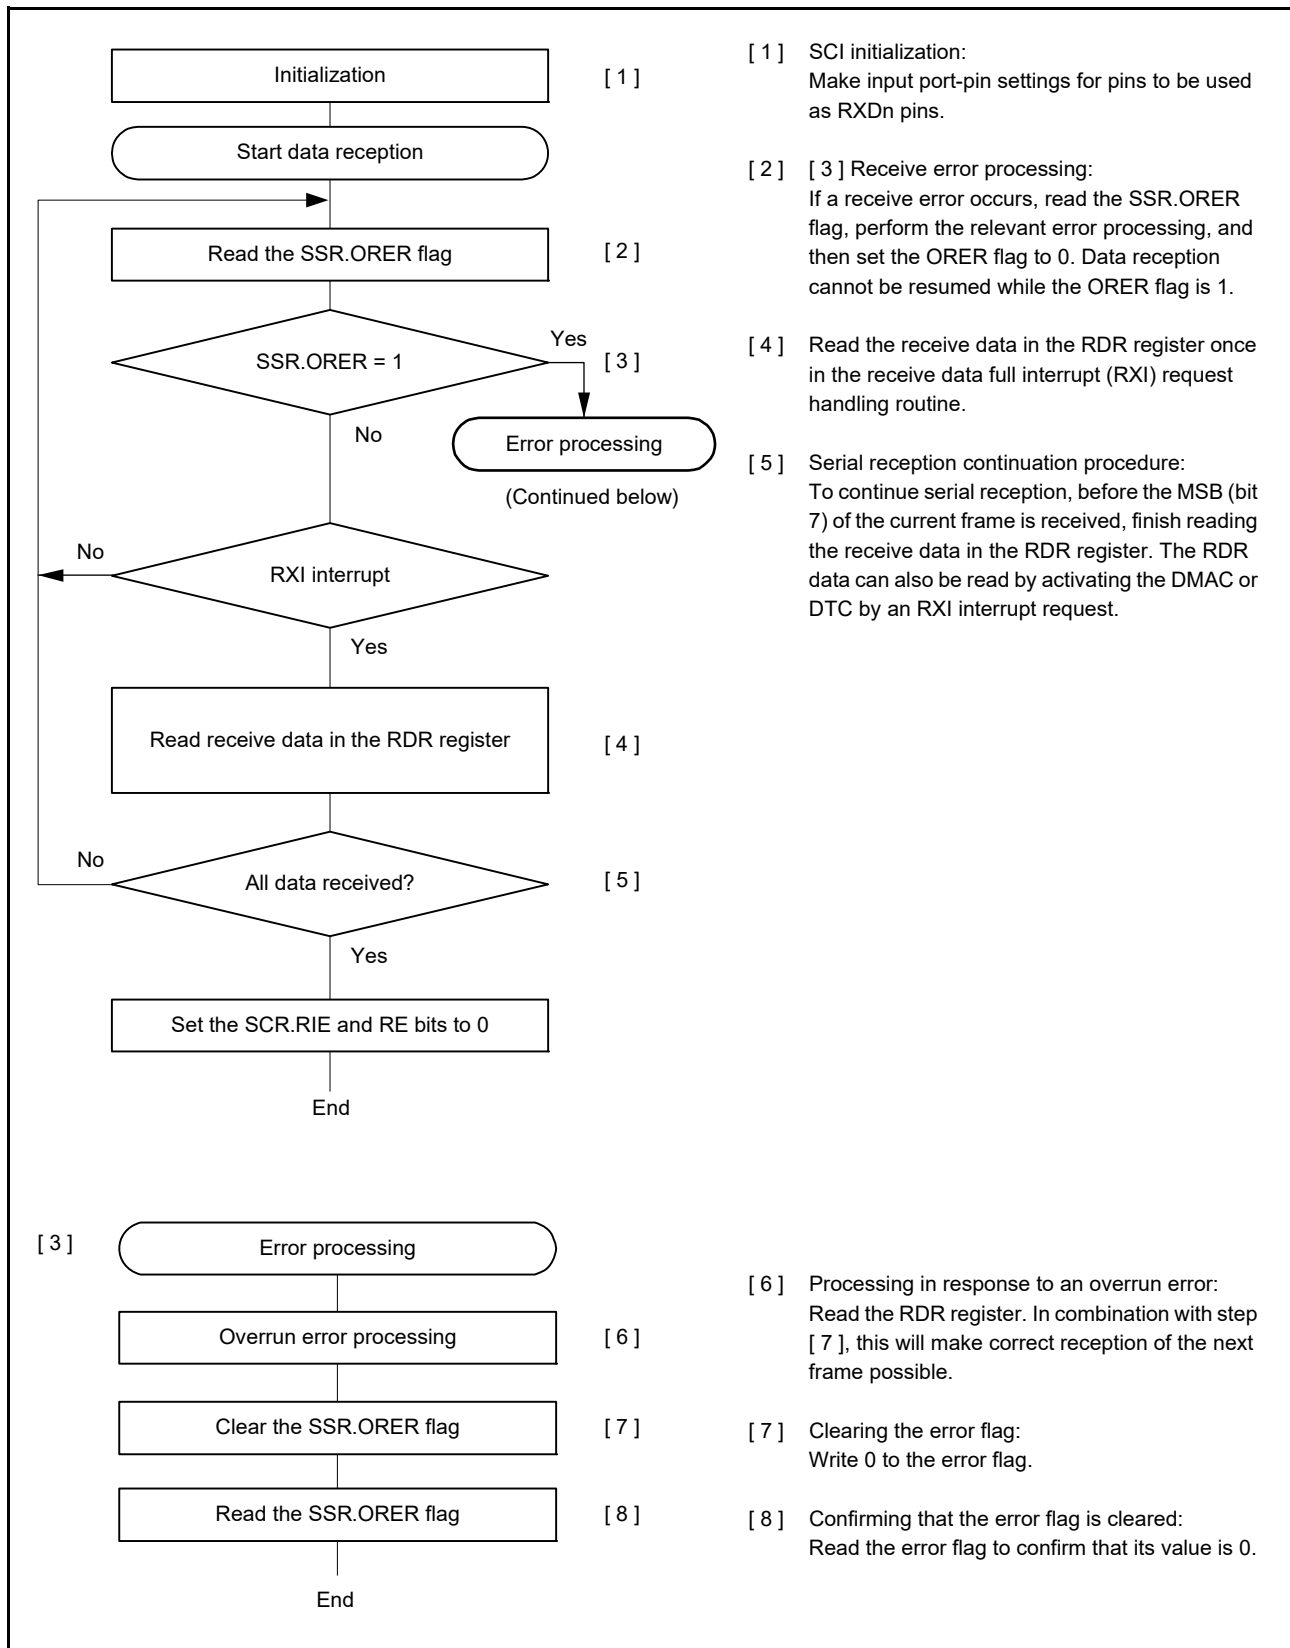 Initialization
[ 1 ]
Start data reception
Read the SSR.ORER flag
[ 2 ]
SSR.ORER = 1
Yes
[ 3 ]
No
Error processing
(Continued below)
No
RXI interrupt
Yes
Read receive data in the RDR register
[ 4 ]
No
All data received?
[ 5 ]
Yes
Set the SCR.RIE and RE bits to 0
End
[ 1 ] SCI initialization:
Make input port-pin settings for pins to be used
as RXDn pins.
[ 2 ] [ 3 ] Receive error processing:
If a receive error occurs, read the SSR.ORER
flag, perform the relevant error processing, and
then set the ORER flag to 0. Data reception
cannot be resumed while the ORER flag is 1.
[ 4 ] Read the receive data in the RDR register once
in the receive data full interrupt (RXI) request
handling routine.
[ 5 ] Serial reception continuation procedure:
To continue serial reception, before the MSB (bit
7) of the current frame is received, finish reading
the receive data in the RDR register. The RDR
data can also be read by activating the DMAC or
DTC by an RXI interrupt request.
[ 3 ]
Error processing
Overrun error processing
[ 6 ]
Clear the SSR.ORER flag
[ 7 ]
Read the SSR.ORER flag
[ 8 ]
End
[ 6 ] Processing in response to an overrun error:
Read the RDR register. In combination with step
[ 7 ], this will make correct reception of the next
frame possible.
[ 7 ] Clearing the error flag:
Write 0 to the error flag.
[ 8 ] Confirming that the error flag is cleared:
Read the error flag to confirm that its value is 0.